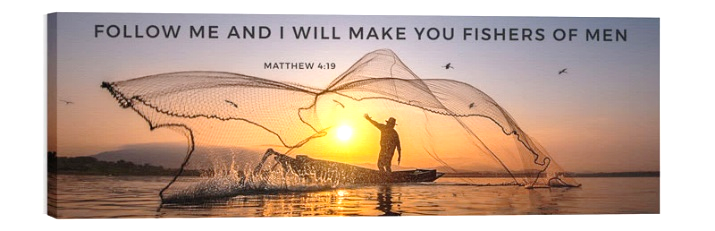 FOLLOW ME AND I WILL MAKE YOU FISHERS OF MEN
MATTHEW 4:19